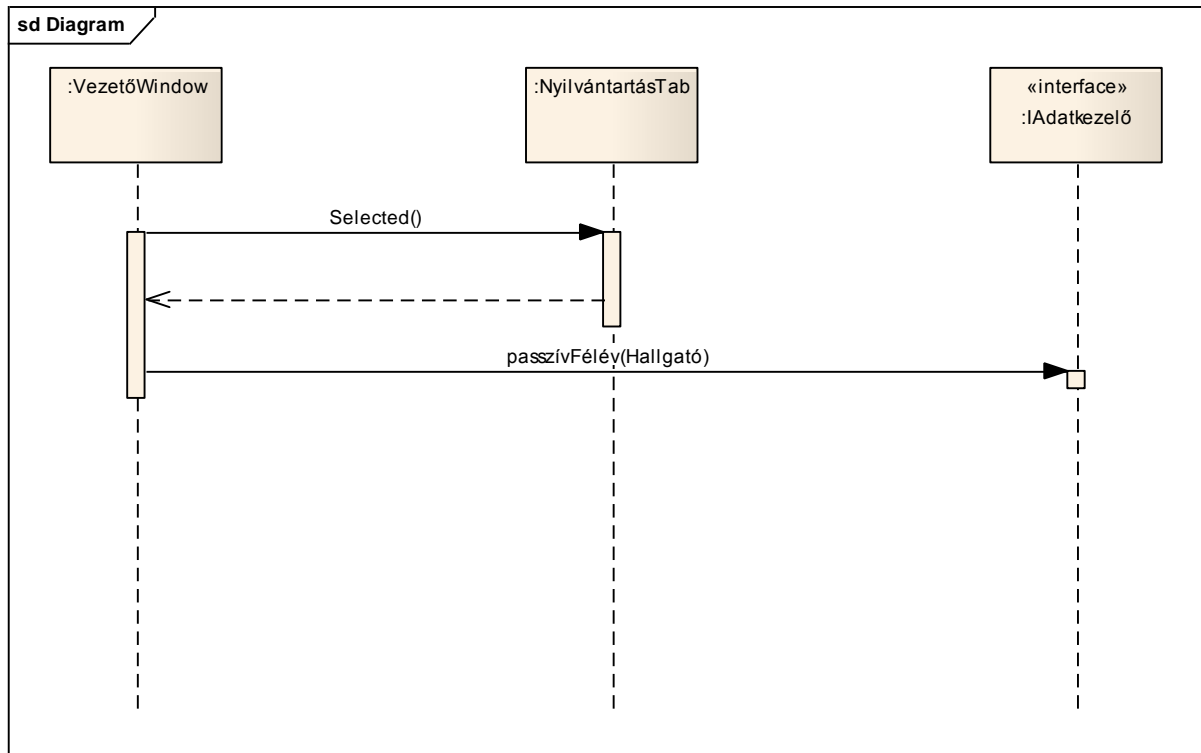 sd Diagram
:VezetőWindow
:NyilvántartásTab
«interface»
:IAdatkezelő
Selected()
passzívFélév(Hallgató)